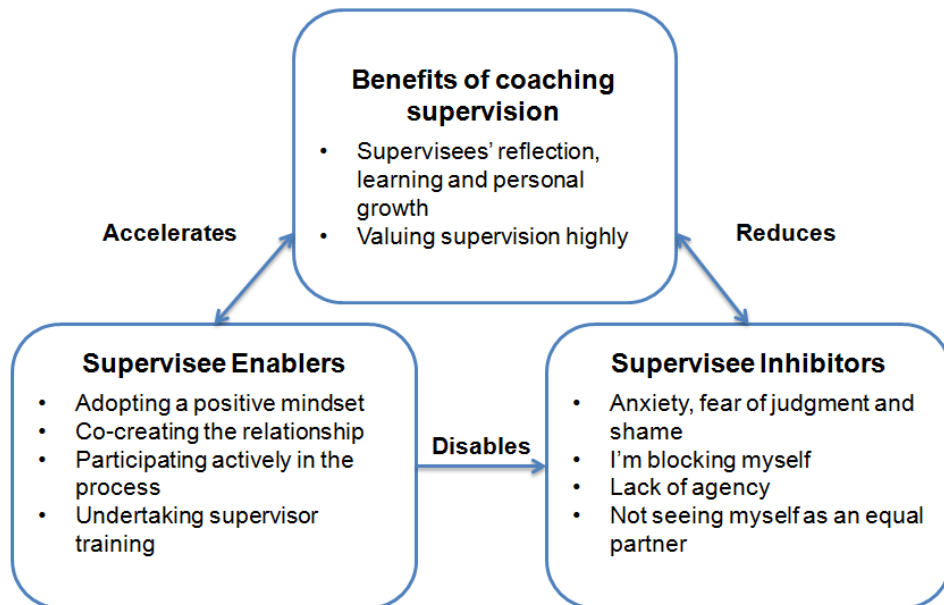 Benefits of coaching
supervision
• Supervisees' reflection,
learning and personal
growth
• Valuing supervision highly
Accelerates
Reduces
Supervisee Enablers
• Adopting a positive mindset
• Co-creating the relationship
• Participating actively in the
process
• Undertaking supervisor
training
Disables
Supervisee Inhibitors
• Anxiety, fear of judgment and
shame
• I'm blocking myself
• Lack of agency
• Not seeing myself as an equal
partner